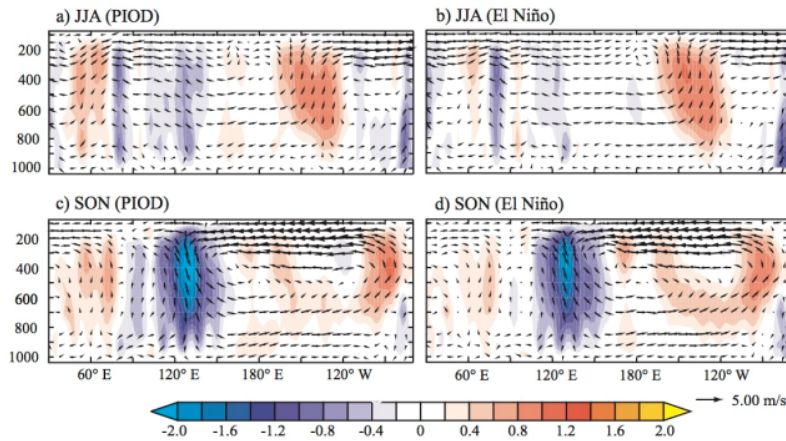 a) JJA (PIOD)
b) JJA (El Niño)
200
400
600
800
1000
c) SON (PIOD)
d) SON (El Niño)
200
400
600
800
1000
60° E 120° E 180° E 120° W 60° E 120° E 180° E 120° W
5.00 m/s
-2.0 -1.6 -1.2 -0.8 -0.4 0 0.4 0.8 1.2 1.6 2.0